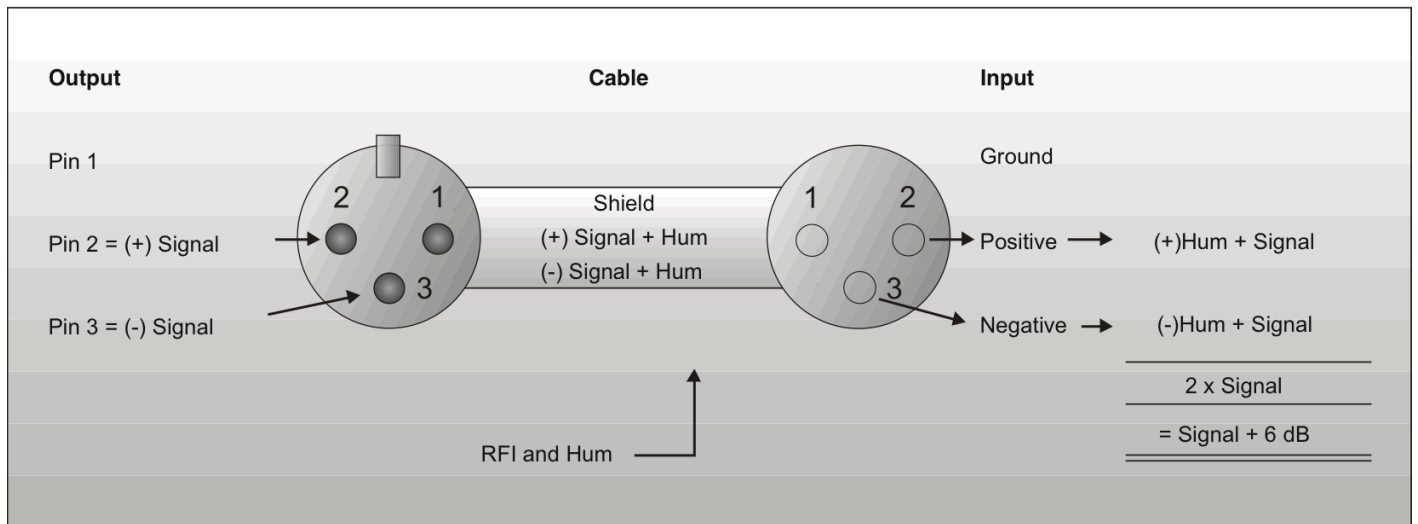 Output
Cable
Input
Pin 1
Ground
2
1
1
2
Shield
Pin 2 = (+) Signal
(+) Signal + Hum
Positive
(+)Hum + Signal
(-) Signal + Hum
3
3
Pin 3 = (-) Signal
Negative
(-)Hum + Signal
2 x Signal
= Signal + 6 dB
RFI and Hum